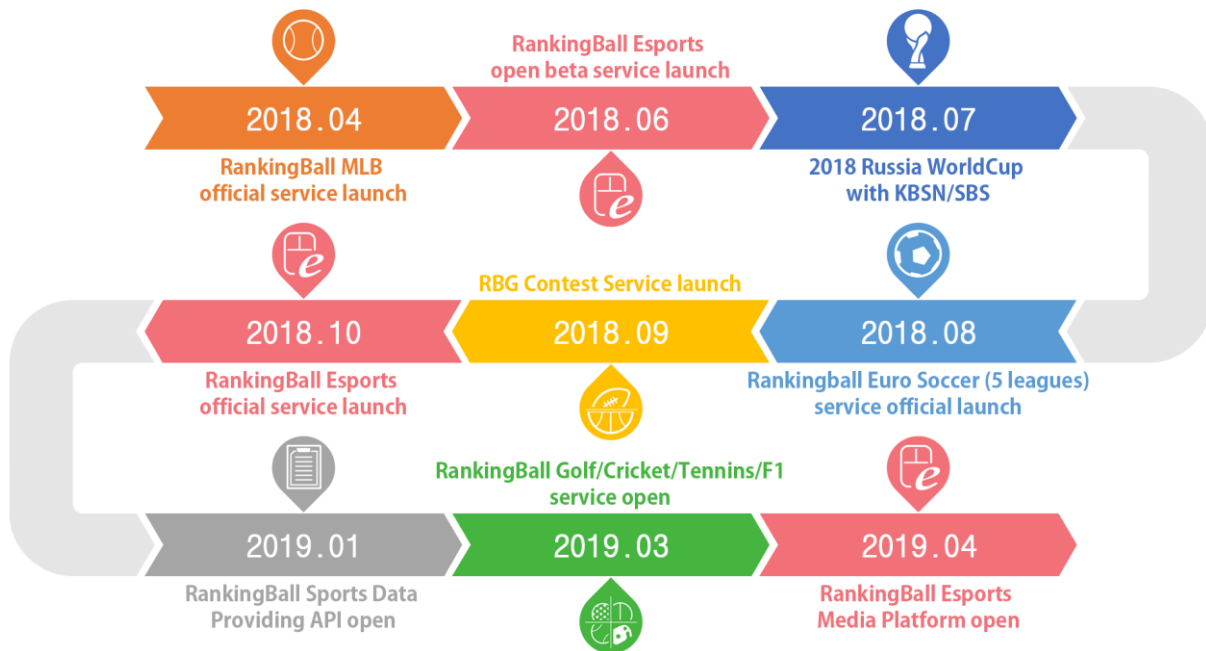 2018.04
RankingBall MLB
official service launch
RankingBall Esports
open beta service launch
2018.06
2018.07
2018 Russia WorldCup
with KBSN/SBS
2018.08
Rankingball Euro Soccer (5 leagues)
service official launch
RBG Contest Service launch
2018.09
2018.10
RankingBall Esports
official service launch
2019.01
RankingBall Sports Data
Providing API open
RankingBall Golf/Cricket/Tennins/F1
service open
2019.03
2019.04
RankingBall Esports
Media Platform open